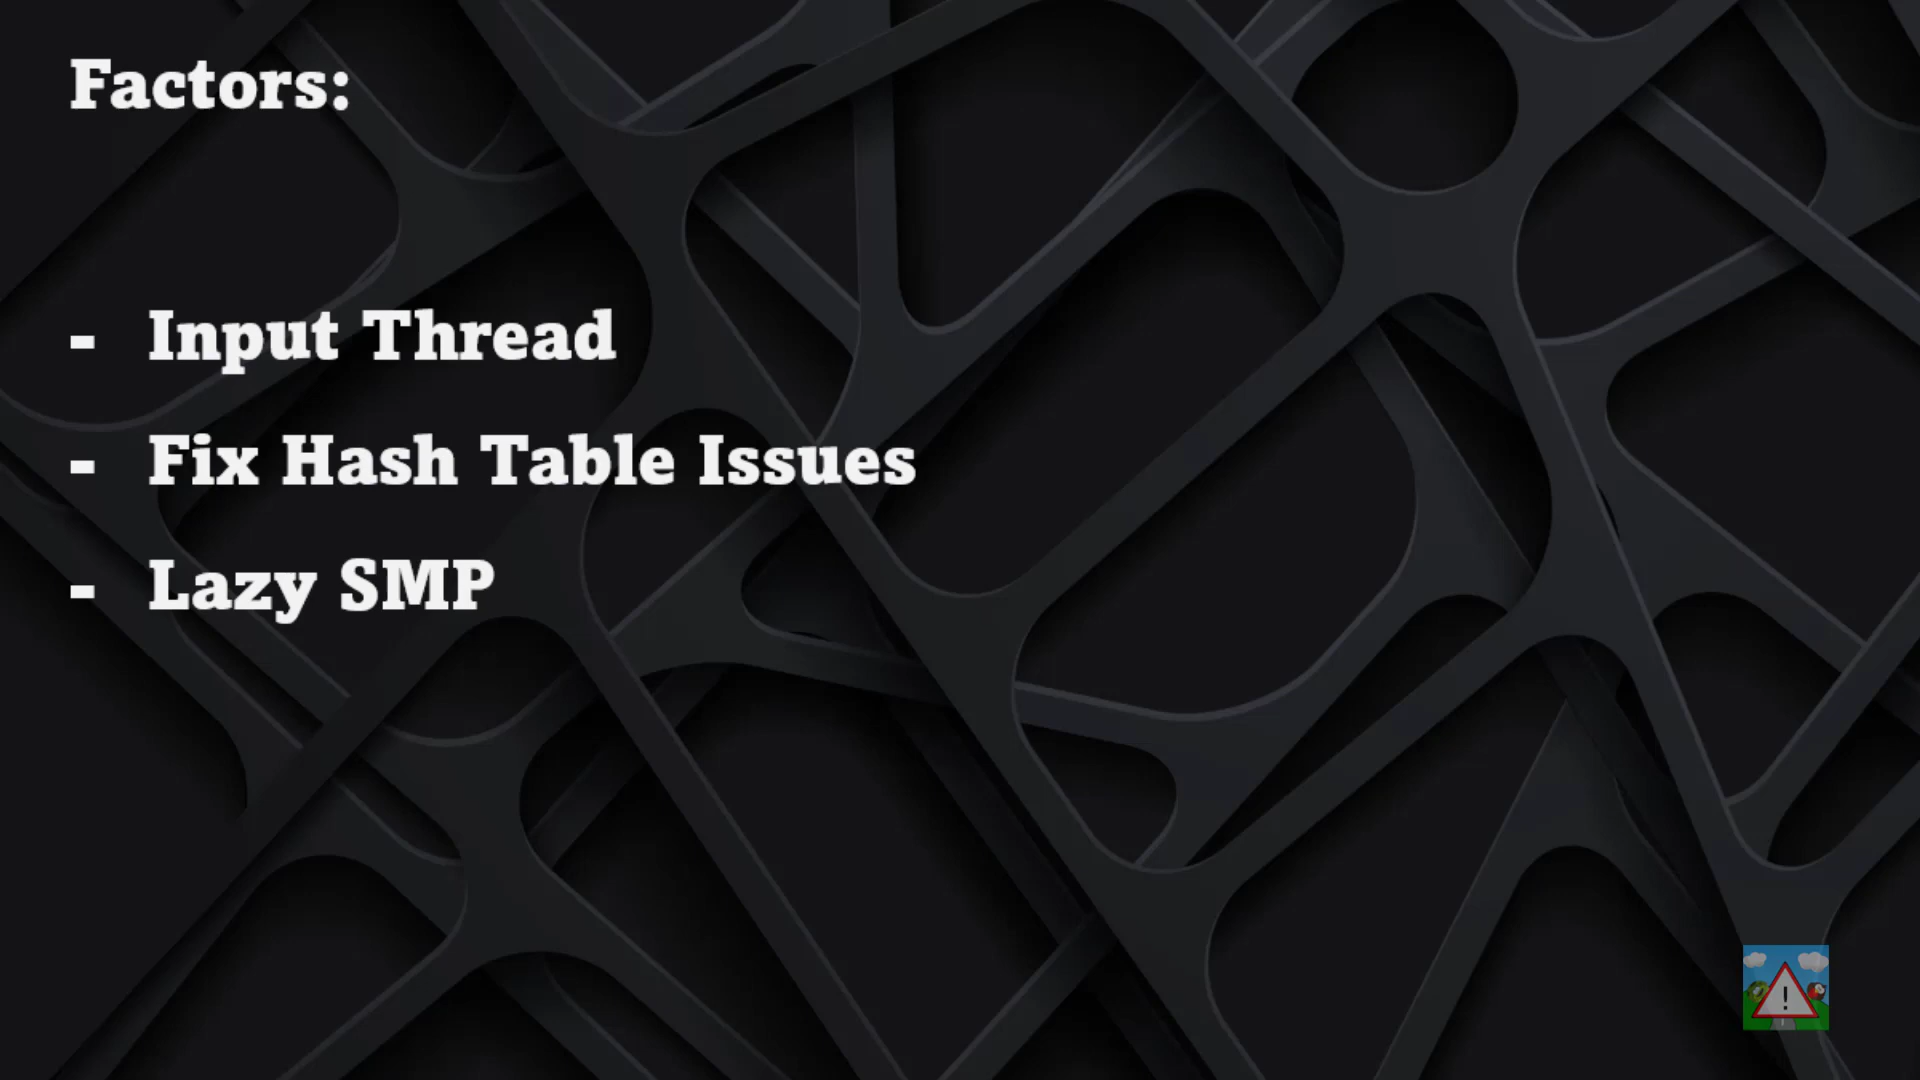 Factors:
- Input Thread
- Fix Hash Table Issues
- Lazy SMP
!